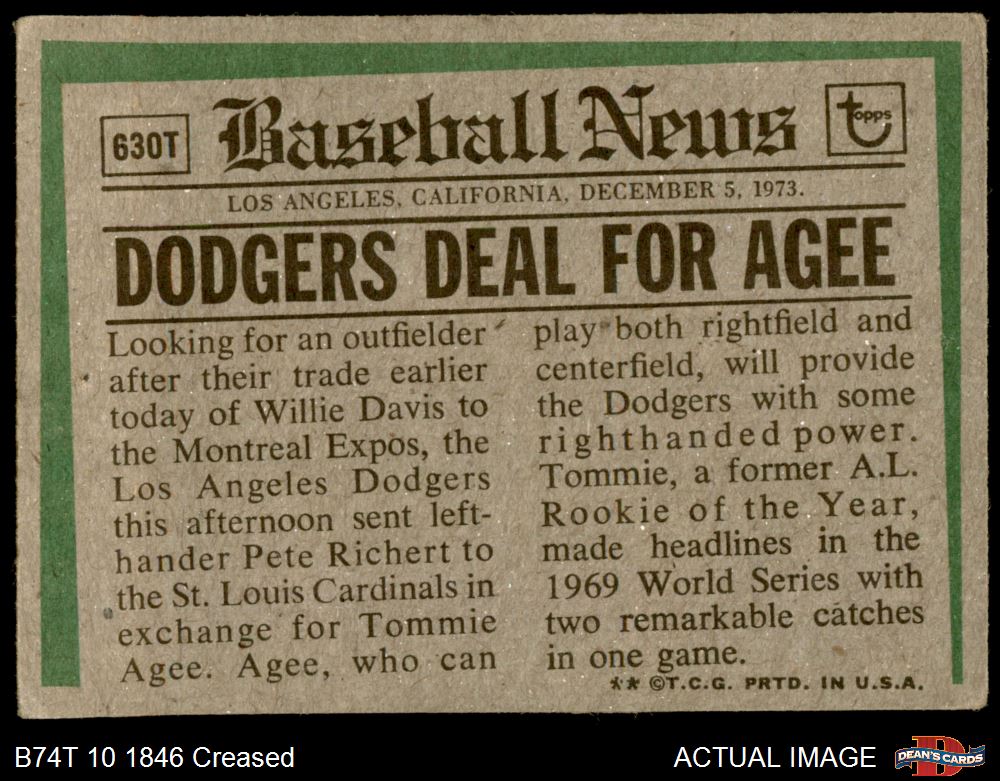 630T
Baseball News
topps
LOS ANGELES, CALIFORNIA, DECEMBER 5, 1973.
DODGERS DEAL FOR AGEE
Looking for an outfielder
after their trade earlier
today of Willie Davis to
the Montreal Expos, the
Los Angeles Dodgers
this afternoon sent left-
hander Pete Richert to
the St. Louis Cardinals in
exchange for Tommie
Agee. Agee, who can
play both rightfield and
centerfield, will provide
the Dodgers with some
righthanded power.
Tommie, a former A.L.
Rookie of the Year,
made headlines in the
1969 World Series with
two remarkable catches
in one game.
** ©T.C.G. PRTD. IN U.S.A.
B74T 10 1846 Creased
ACTUAL IMAGE
D
DEAN'S CARDS